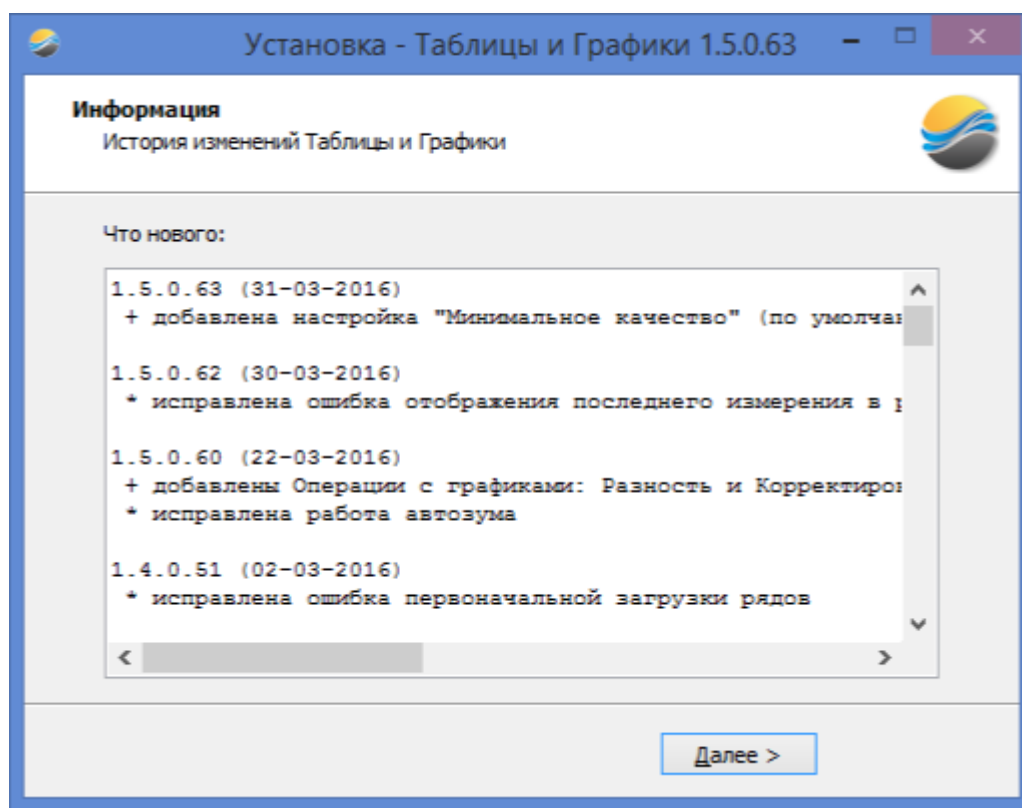 Установка - Таблицы и Графики 1.5.0.63
Информация
История изменений Таблицы и Графики
Что нового:
1.5.0.63 (31-03-2016)
+ добавлена настройка "Минимальное качество" (по
1.5.0.62 (30-03-2016)
* исправлена ошибка отображения последнего измерения в
1.5.0.60 (22-03-2016)
+ добавлены Операции с графиками: Разность и
* исправлена работа автозума
1.4.0.51 (02-03-2016)
* исправлена ошибка первоначальной загрузки рядов
Далее >